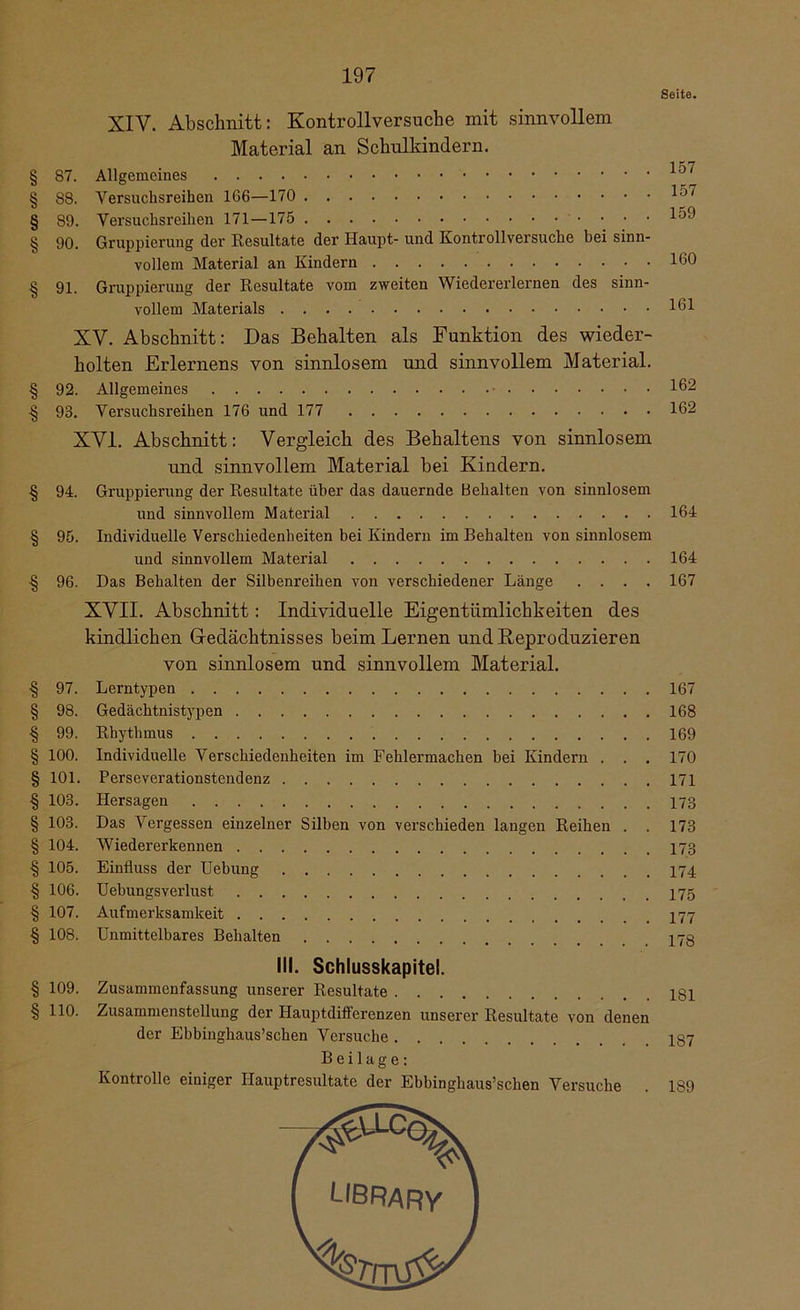 197
Seite.
XIV. Abschnitt: Kontrollversuche mit sinnvollem
Material an Schulkindern.
§ 87. Allgemeines . . . . . . . . . . 157
§ 88. Versuchsreihen 166—170 . . . . . . . . . . 157
§ 89. Versuchsreihen 171—175 . . . . . . . . . . 159
§ 90. Gruppierung der Resultate der Haupt- und Kontrollversuche bei sinn-
vollem Material an Kindern . . . . . . . . . . 160
§ 91. Gruppierung der Resultate vom zweiten Wiedererlernen des sinn-
vollem Materials . . . . . . . . . . 161
XV. Abschnitt: Das Behalten als Funktion des wieder-
holten Erlernens von sinnlosem und sinnvollem Material.
§ 92. Allgemeines . . . . . . . . . . 162
§ 93. Versuchsreihen 176 und 177 . . . . . . . . . . 162
XVI. Abschnitt: Vergleich des Behaltens von sinnlosem
und sinnvollem Material bei Kindern.
§ 94. Gruppierung der Resultate über das dauernde Behalten von sinnlosem
und sinnvollem Material . . . . . . . . . . 164
§ 95. Individuelle Verschiedenheiten bei Kindern im Behalten von sinnlosem
und sinnvollem Material . . . . . . . . . . 164
§ 96. Das Behalten der Silbenreihen von verschiedener Länge . . . . 167
XVII. Abschnitt: Individuelle Eigentümlichkeiten des
kindlichen Gedächtnisses beim Lernen und Reproduzieren
von sinnlosem und sinnvollem Material.
§ 97. Lerntypen . . . . . . . . . . 167
§ 98. Gedächtnistypen . . . . . . . . . . 168
§ 99. Rhythmus . . . . . . . . . . 169
§ 100. Individuelle Verschiedenheiten im Fehlermachen bei Kindern . . . 170
§ 101. Perseverationstendenz . . . . . . . . . . 171
§ 103. Hersagen . . . . . . . . . . 173
§ 103. Das Vergessen einzelner Silben von verschieden langen Reihen . . 173
§ 104. Wiedererkennen . . . . . . . . . . 173
§ 105. Einfluss der Uebung . . . . . . . . . . 174
§ 106. Uebungsverlust . . . . . . . . . . 175
§ 107. Aufmerksamkeit . . . . . . . . . . 177
§ 108. Unmittelbares Behalten . . . . . . . . . . 178
III. Schlusskapitel.
§ 109. Zusammenfassung unserer Resultate . . . . . . . . . . 181
§ 110. Zusammenstellung der Hauptdifferenzen unserer Resultate von denen
der Ebbinghaus'schen Versuche . . . . . . . . . . 187
Beilage:
Kontrolle einiger Hauptresultate der Ebbinghaus'schen Versuche . 189
LIBRARY